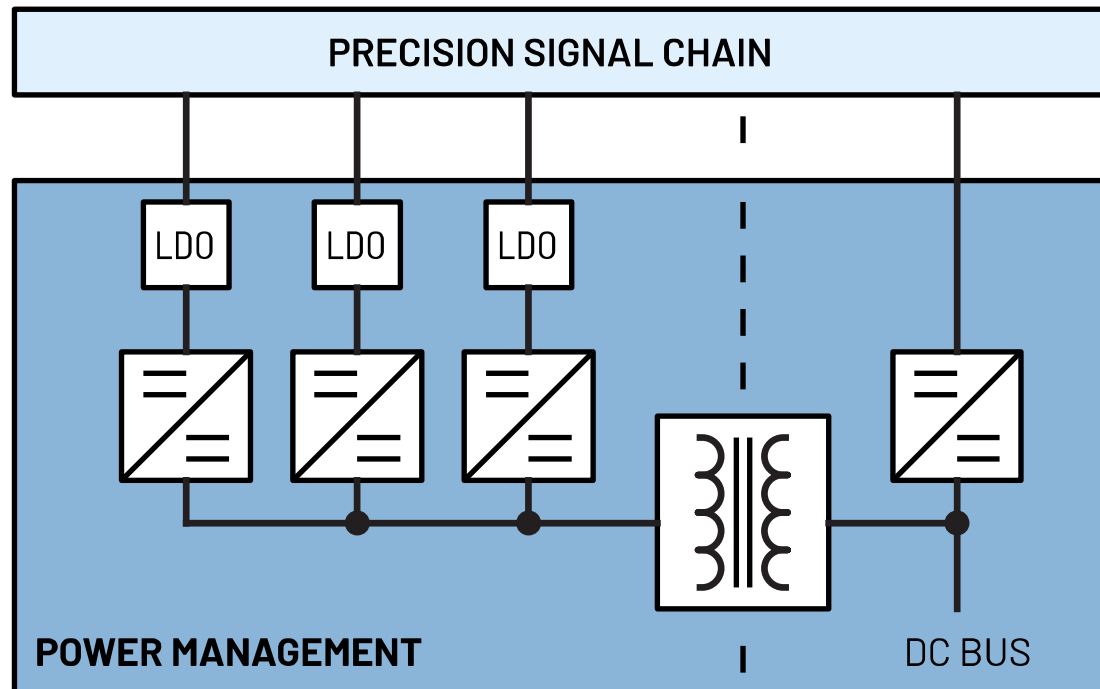 PRECISION SIGNAL CHAIN
LDO
LDO
LDO
POWER MANAGEMENT
DC BUS